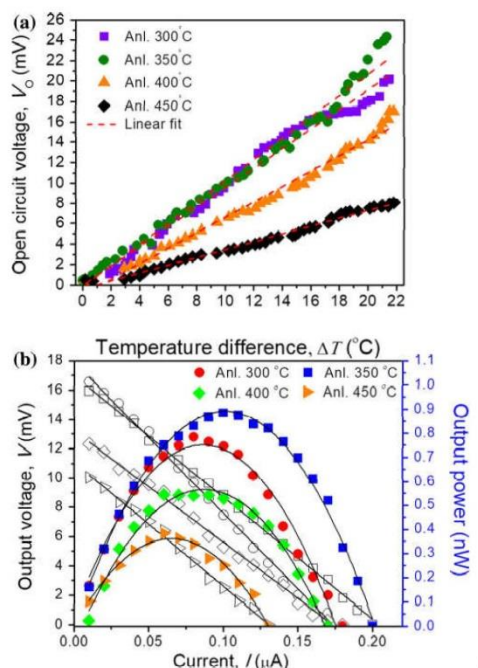 (a)
Open circuit voltage, V₀ (mV)
26
24
22
20
18
16
14
12
10
8
6
4
2
0
Anl. 300°C
Anl. 350°C
Anl. 400°C
Anl. 450°C
Linear fit
0 2 4 6 8 10 12 14 16 18 20 22
Temperature difference, ΔT (°C)
(b)
Output voltage, V (mV)
18
16
14
12
10
8
6
4
2
0
Anl. 300 °C Anl. 350 °C
Anl. 400 °C Anl. 450 °C
1.1
1.0
0.9
0.8
0.7
0.6
0.5
0.4
0.3
0.2
0.1
0.0
Output power (nW)
0.00 0.05 0.10 0.15 0.20
Current, I (μA)